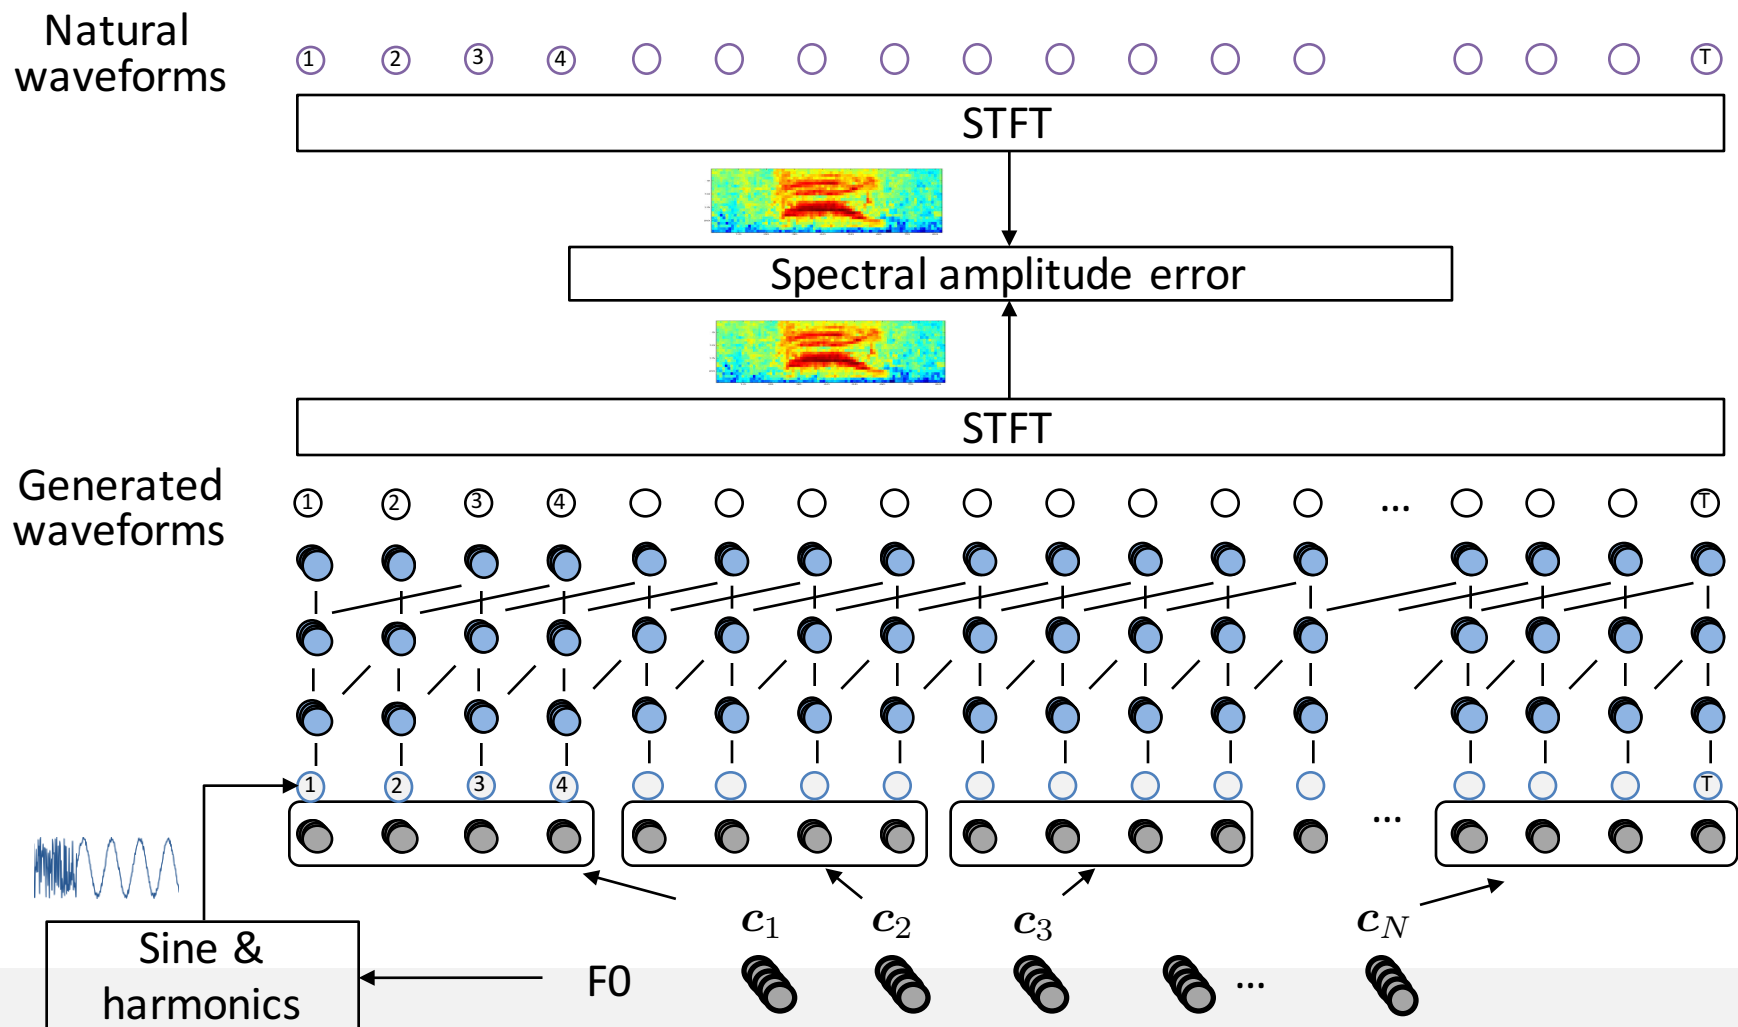 Natural
waveforms
1 2 3 4 T
STFT
Spectral amplitude error
STFT
Generated
waveforms
1 2 3 4 ... T
1 2 3 4 T
...
c1 c2 c3 cN
Sine &
harmonics
F0
...